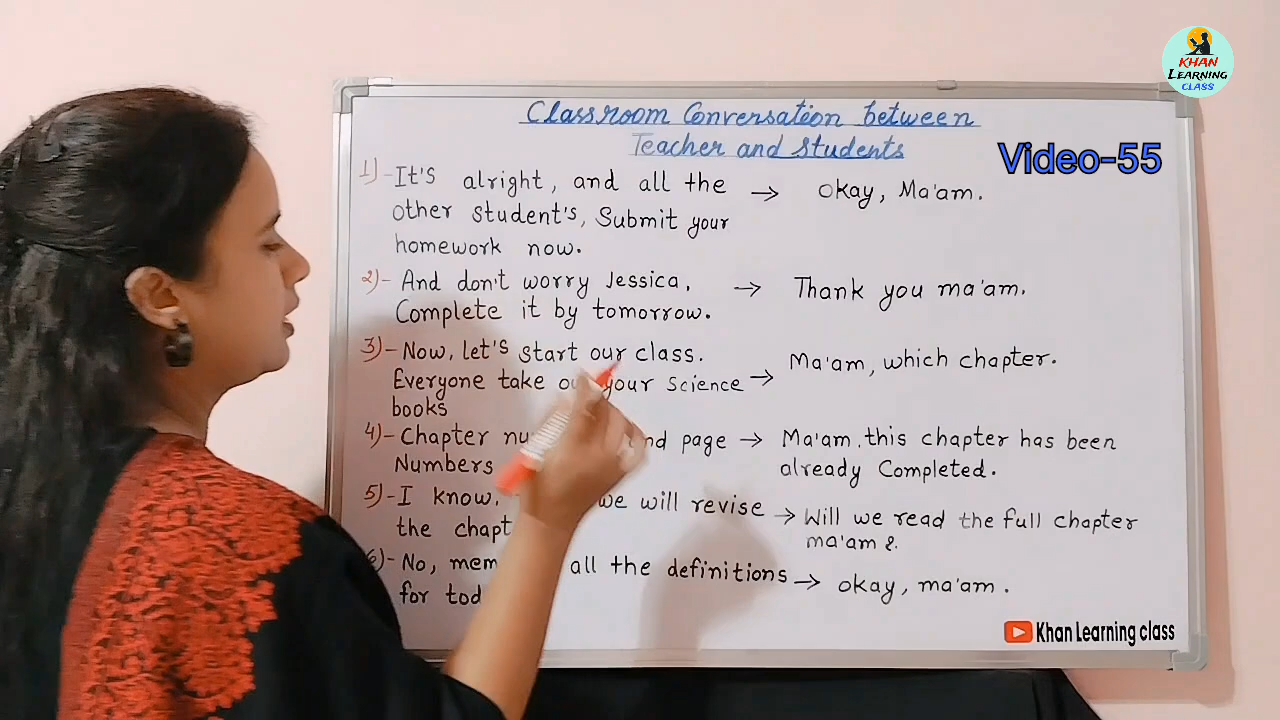 KHAN
LEARNING
CLASS
Classroom Conversation between
Teacher and Students
Video-55
1)- It's alright, and all the → Okay, Ma'am.
other student's, Submit your
homework now.
2)- And don't worry Jessica, → Thank you ma'am.
Complete it by tomorrow.
3)- Now, let's start our class.
Everyone take your Science → Ma'am, which chapter.
books
4)- Chapter page → Ma'am. this chapter has been
Numbers already Completed.
5)- I know, we will revise → Will we read the full chapter
the ma'am ?.
6)- No, all the definitions → okay, ma'am.
for
Khan Learning class